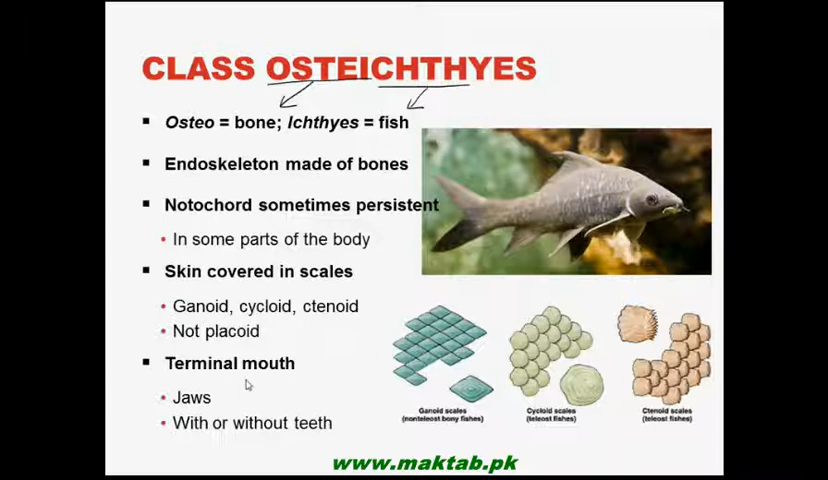 CLASS OSTEICHTHYES
Osteo = bone; Ichthyes = fish
Endoskeleton made of bones
Notochord sometimes persistent
In some parts of the body
Skin covered in scales
Ganoid, cycloid, ctenoid
Not placoid
Terminal mouth
Jaws
With or without teeth
Ganoid scales
(nonteleost bony fishes)
Cycloid scales
(teleost fishes)
Ctenoid scales
(teleost fishes)
www.maktab.pk